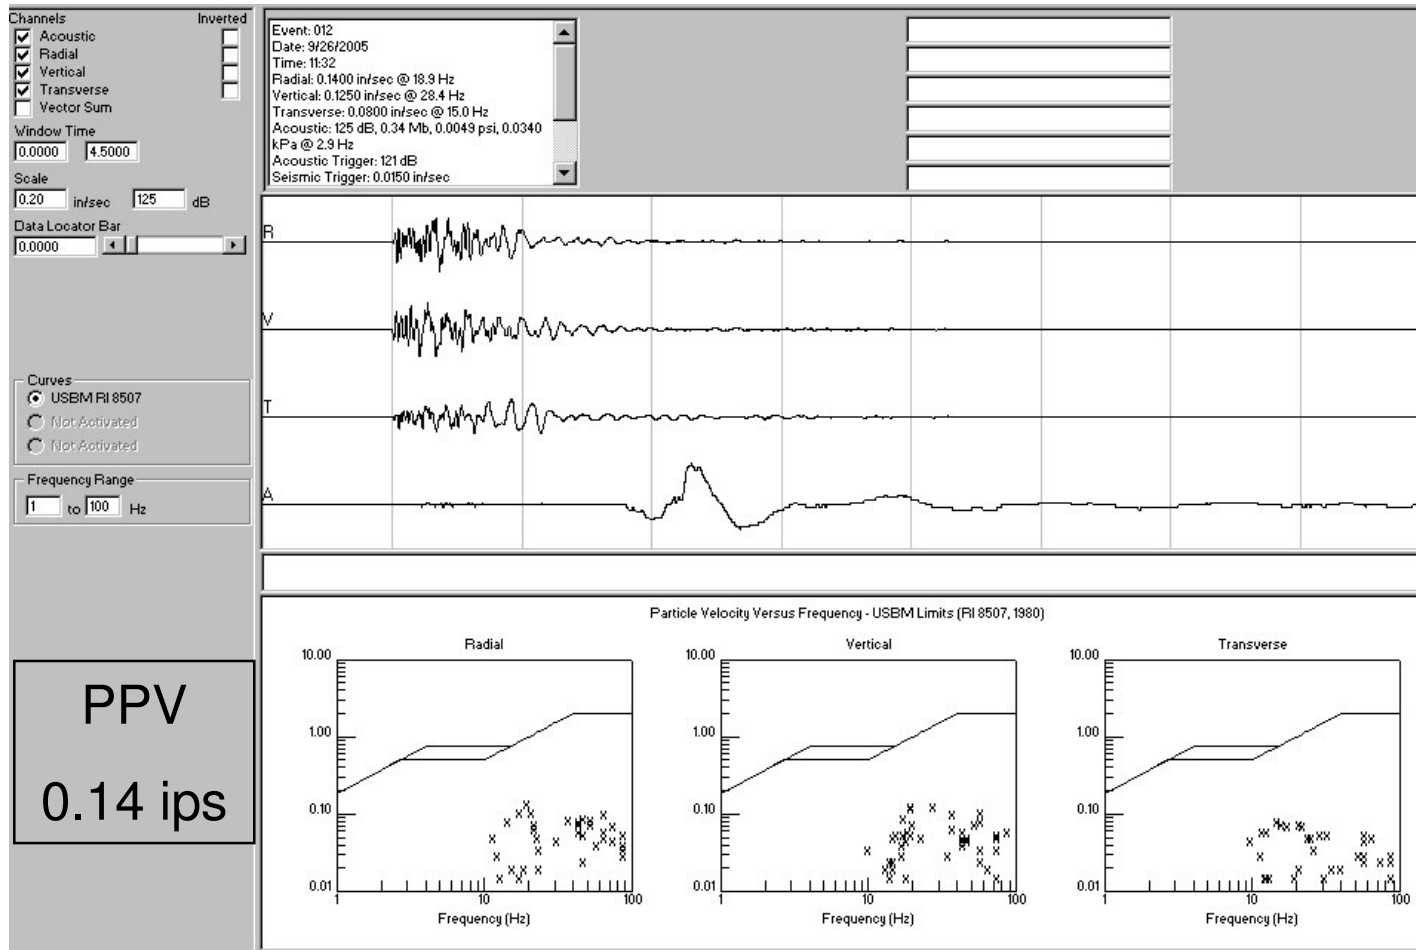 Channels Inverted
Acoustic
Radial
Vertical
Transverse
Vector Sum
Window Time
0.0000 4.5000
Scale
0.20 in/sec 125 dB
Data Locator Bar
0.0000
Curves
USBM RI 8507
Not Activated
Not Activated
Frequency Range
1 to 100 Hz
PPV
0.14 ips
Event: 012
Date: 9/26/2005
Time: 11:32
Radial: 0.1400 in/sec @ 18.9 Hz
Vertical: 0.1250 in/sec @ 28.4 Hz
Transverse: 0.0800 in/sec @ 15.0 Hz
Acoustic: 125 dB, 0.34 Mb, 0.0049 psi, 0.0340
kPa @ 2.9 Hz
Acoustic Trigger: 121 dB
Seismic Trigger: 0.0150 in/sec
R
V
T
A
Particle Velocity Versus Frequency - USBM Limits (RI 8507, 1980)
Radial
10.00
1.00
0.10
0.01
1 10 100
Frequency (Hz)
Vertical
10.00
1.00
0.10
0.01
1 10 100
Frequency (Hz)
Transverse
10.00
1.00
0.10
0.01
1 10 100
Frequency (Hz)